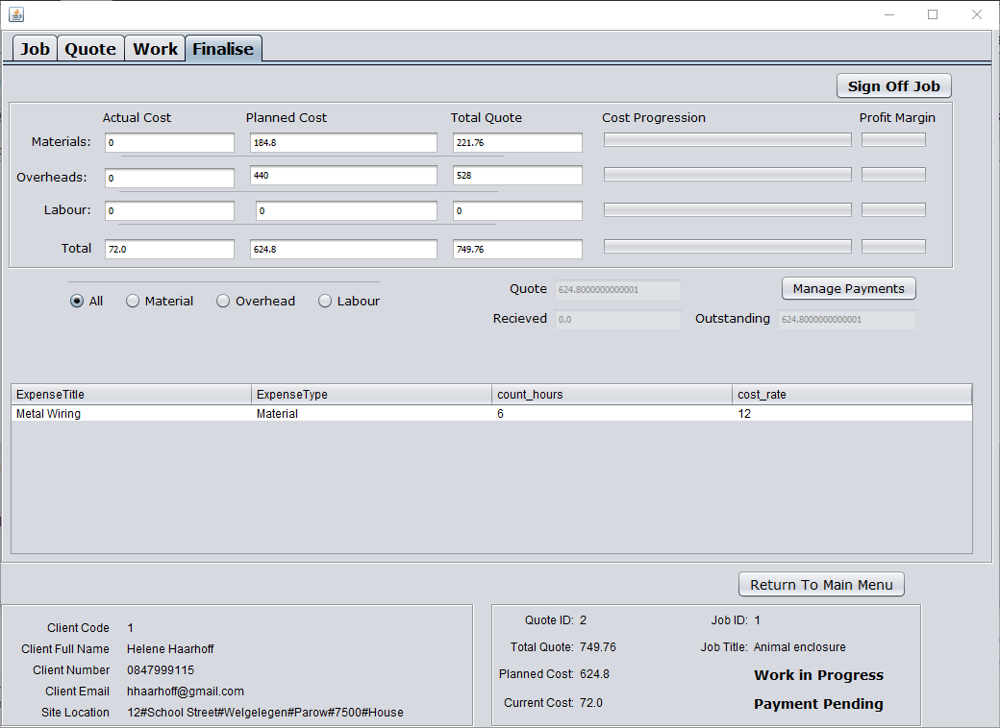 Job Quote Work Finalise
Sign Off Job
Actual Cost Planned Cost Total Quote Cost Progression Profit Margin
Materials: 0 184.8 221.76
Overheads: 0 440 528
Labour: 0 0 0
Total 72.0 624.8 749.76
All Material Overhead Labour
Quote 624.8000000000001 Manage Payments
Recieved 0.0 Outstanding 624.8000000000001
ExpenseTitle ExpenseType count_hours cost_rate
Metal Wiring Material 6 12
Return To Main Menu
Client Code 1
Client Full Name Helene Haarhoff
Client Number 0847999115
Client Email hhaarhoff@gmail.com
Site Location 12#School Street#Welgelegen#Parow#7500#House
Quote ID: 2 Job ID: 1
Total Quote: 749.76 Job Title: Animal enclosure
Planned Cost: 624.8 Work in Progress
Current Cost: 72.0 Payment Pending